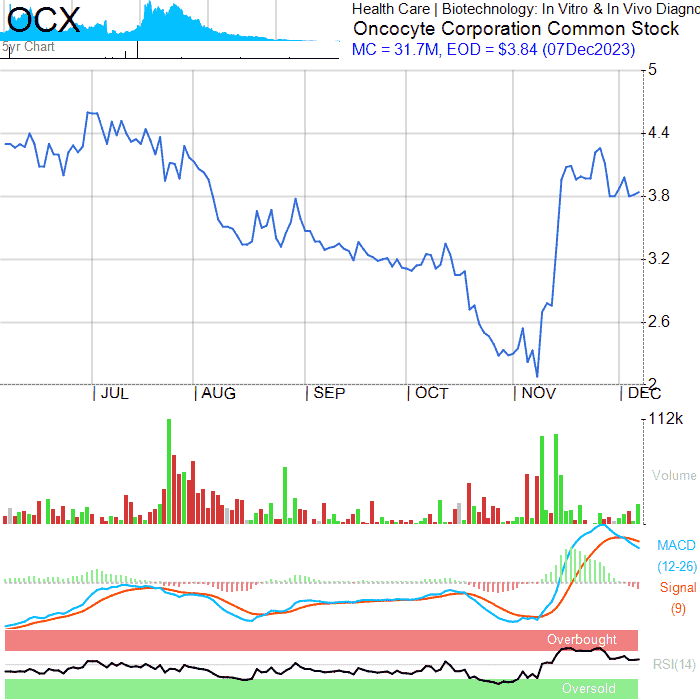 OCX
5yr Chart
Health Care | Biotechnology: In Vitro & In Vivo Diagno
Oncocyte Corporation Common Stock
MC = 31.7M, EOD = $3.84 (07Dec2023)
5
4.4
3.8
3.2
2.6
2
JUL AUG SEP OCT NOV DEC
112k
Volume
MACD
(12-26)
Signal
(9)
Overbought
RSI(14)
Oversold